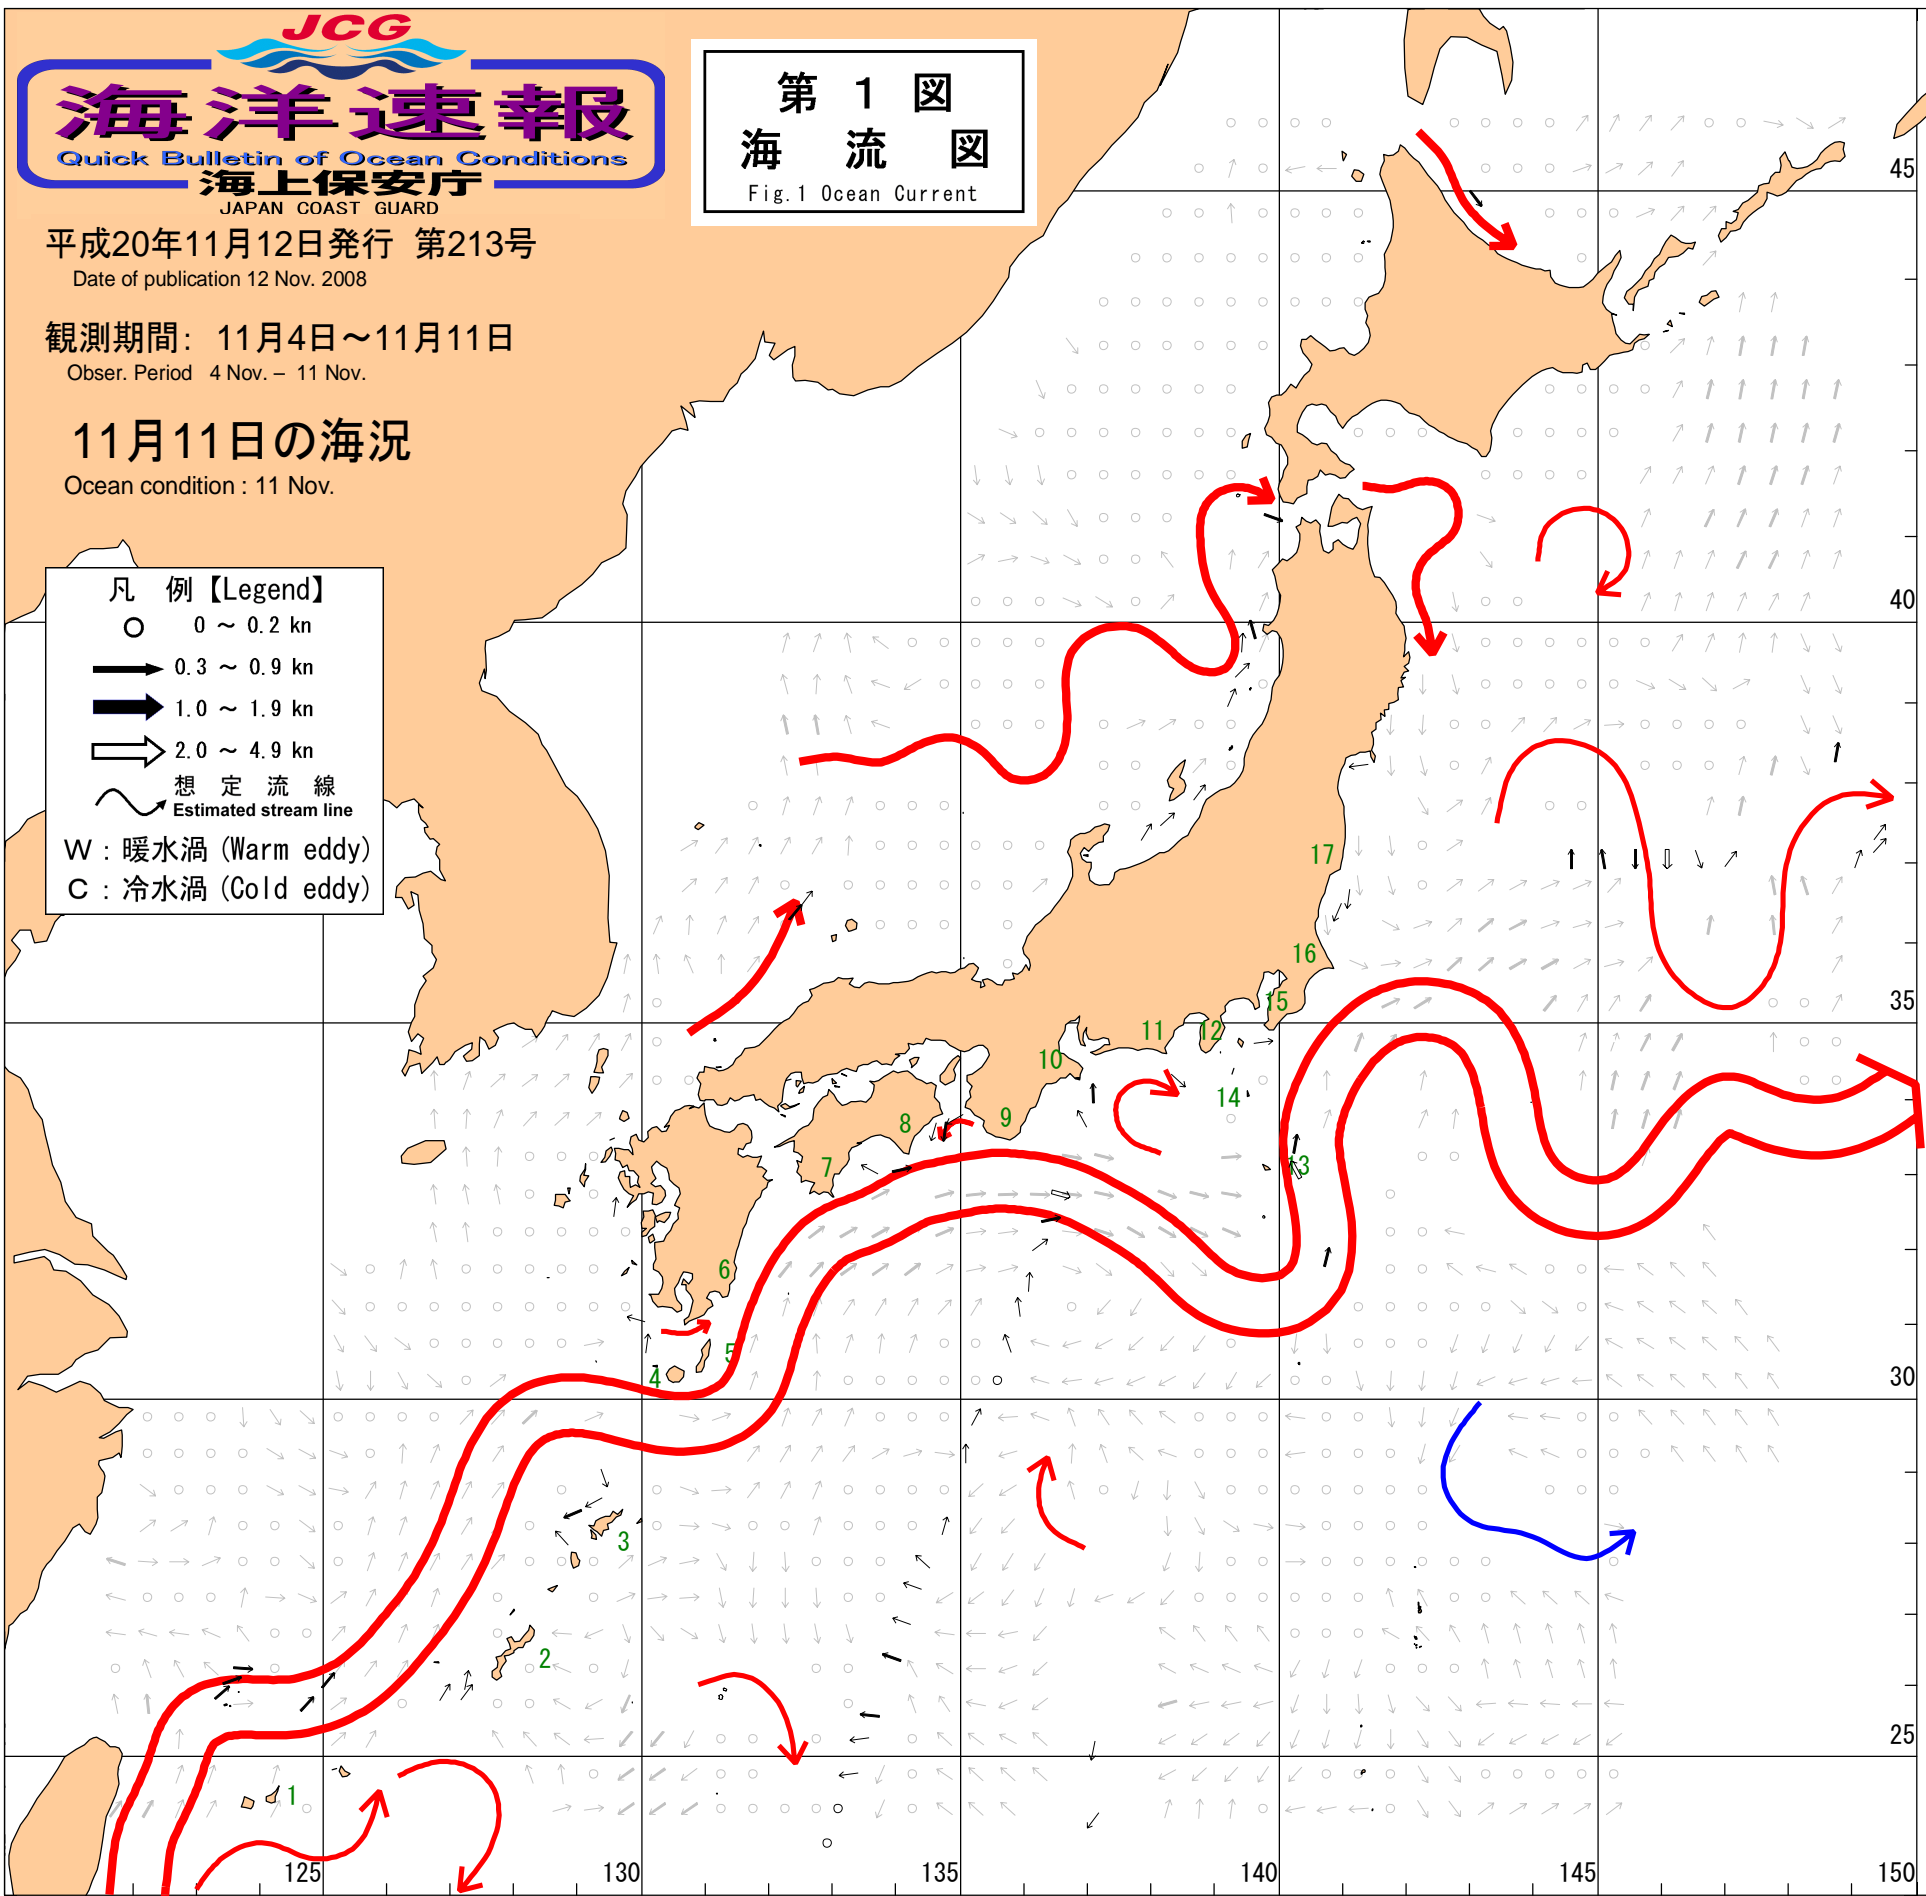 JCG
海洋速報
Quick Bulletin of Ocean Conditions
海上保安庁
JAPAN COAST GUARD
平成20年11月12日発行 第213号
Date of publication 12 Nov. 2008
観測期間: 11月4日～11月11日
Obser. Period 4 Nov. – 11 Nov.
11月11日の海況
Ocean condition : 11 Nov.
第 1 図
海 流 図
Fig.1 Ocean Current
凡 例【Legend】
0 ～ 0.2 kn
0.3 ～ 0.9 kn
1.0 ～ 1.9 kn
2.0 ～ 4.9 kn
想 定 流 線
Estimated stream line
W : 暖水渦 (Warm eddy)
C : 冷水渦 (Cold eddy)
45
40
17
16
35
15
12
11
10
14
9
8
7
13
6
5
4
30
3
2
25
1
125
130
135
140
145
150